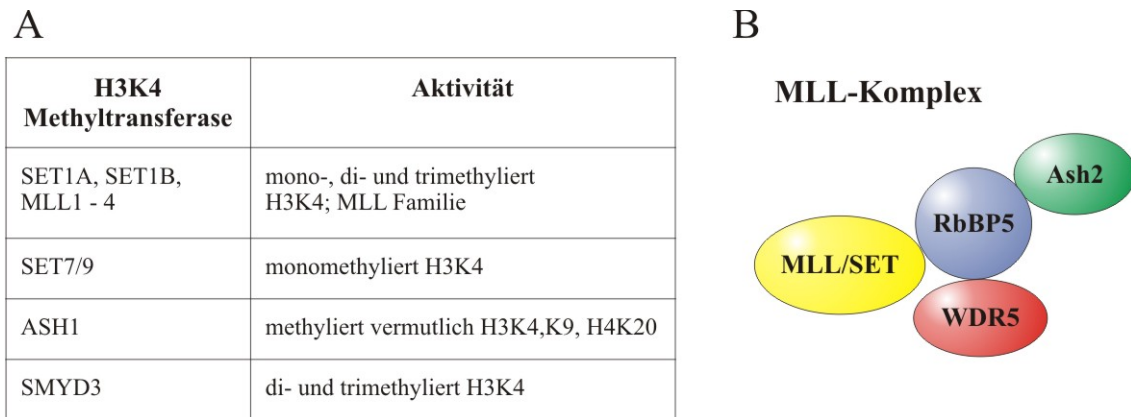 A
H3K4
Methyltransferase
Aktivität
SET1A, SET1B,
MLL1 - 4
mono-, di- und trimethyliert
H3K4; MLL Familie
SET7/9
monomethyliert H3K4
ASH1
methyliert vermutlich H3K4,K9, H4K20
SMYD3
di- und trimethyliert H3K4
B
MLL-Komplex
Ash2
RbBP5
MLL/SET
WDR5